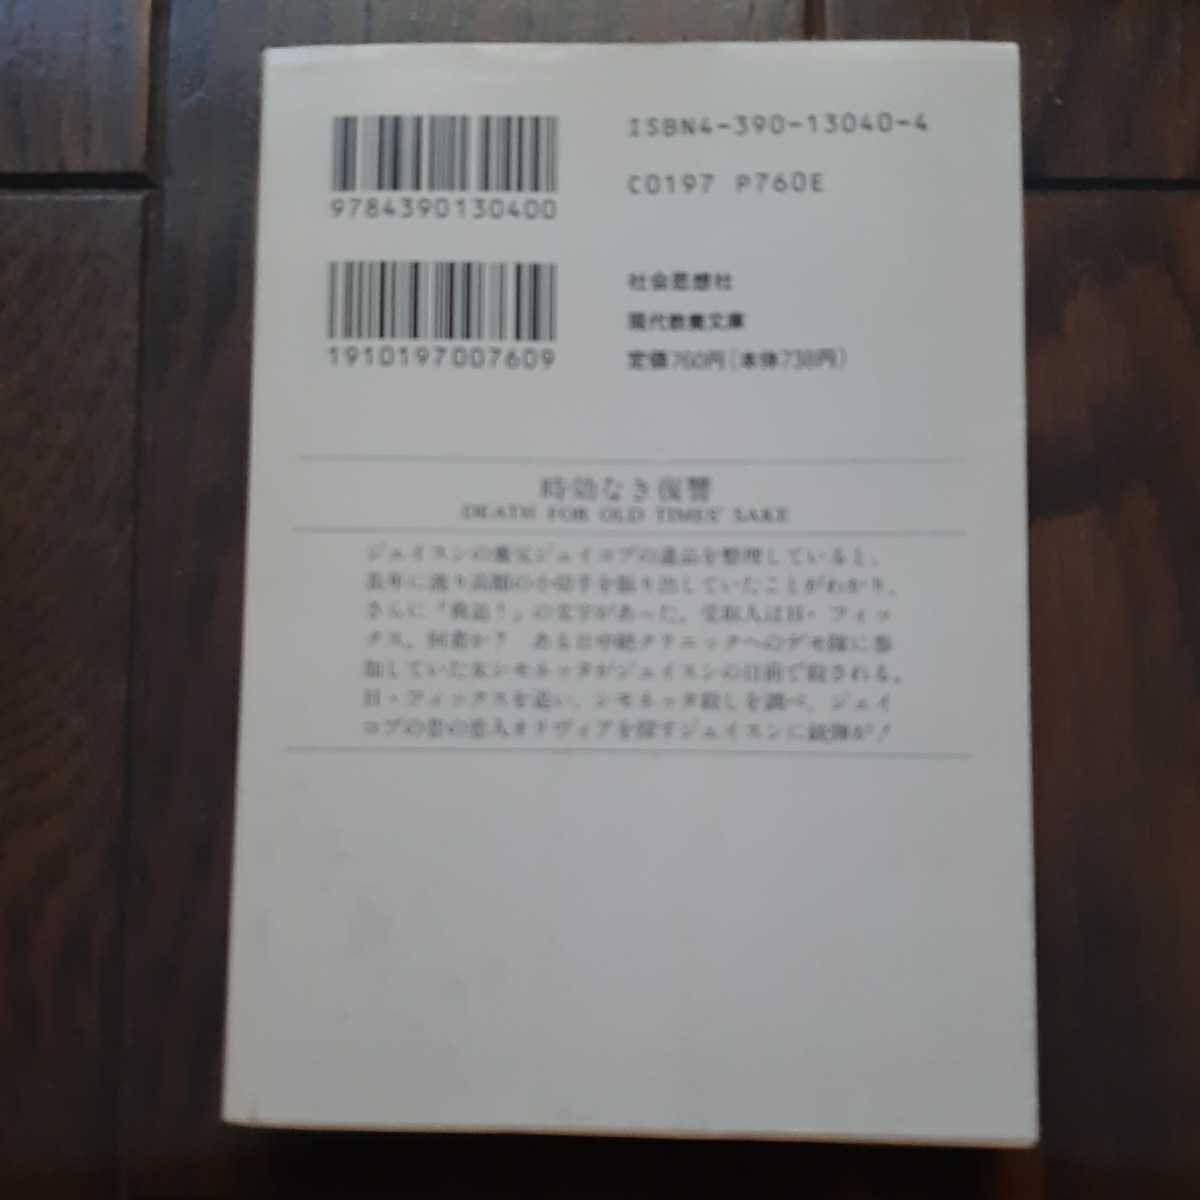 ISBN4-390-13040-4
9784390130400
C0197 P760E
1910197007609
社会思想社
現代教養文庫
定価760円(本体738円)
時効なき復讐
DEATH FOR OLD TIMES' SAKE
ジェイスンの養父ジェイコブの遺品を整理していると、
長年に渡り高額の小切手を振り出していたことがわかり、
さらに「強迫!」の文字があった。受取人は日・フィッ
クス。何者か? ある日中絶クリニックへのデモ隊に参
加していた女シモネッタがジェイスンの目前で殺される。
日・フィックスを追い、シモネッタ殺しを調べ、ジェイ
コブの昔の恋人オリヴィアを探すジェイスンに銃弾が!